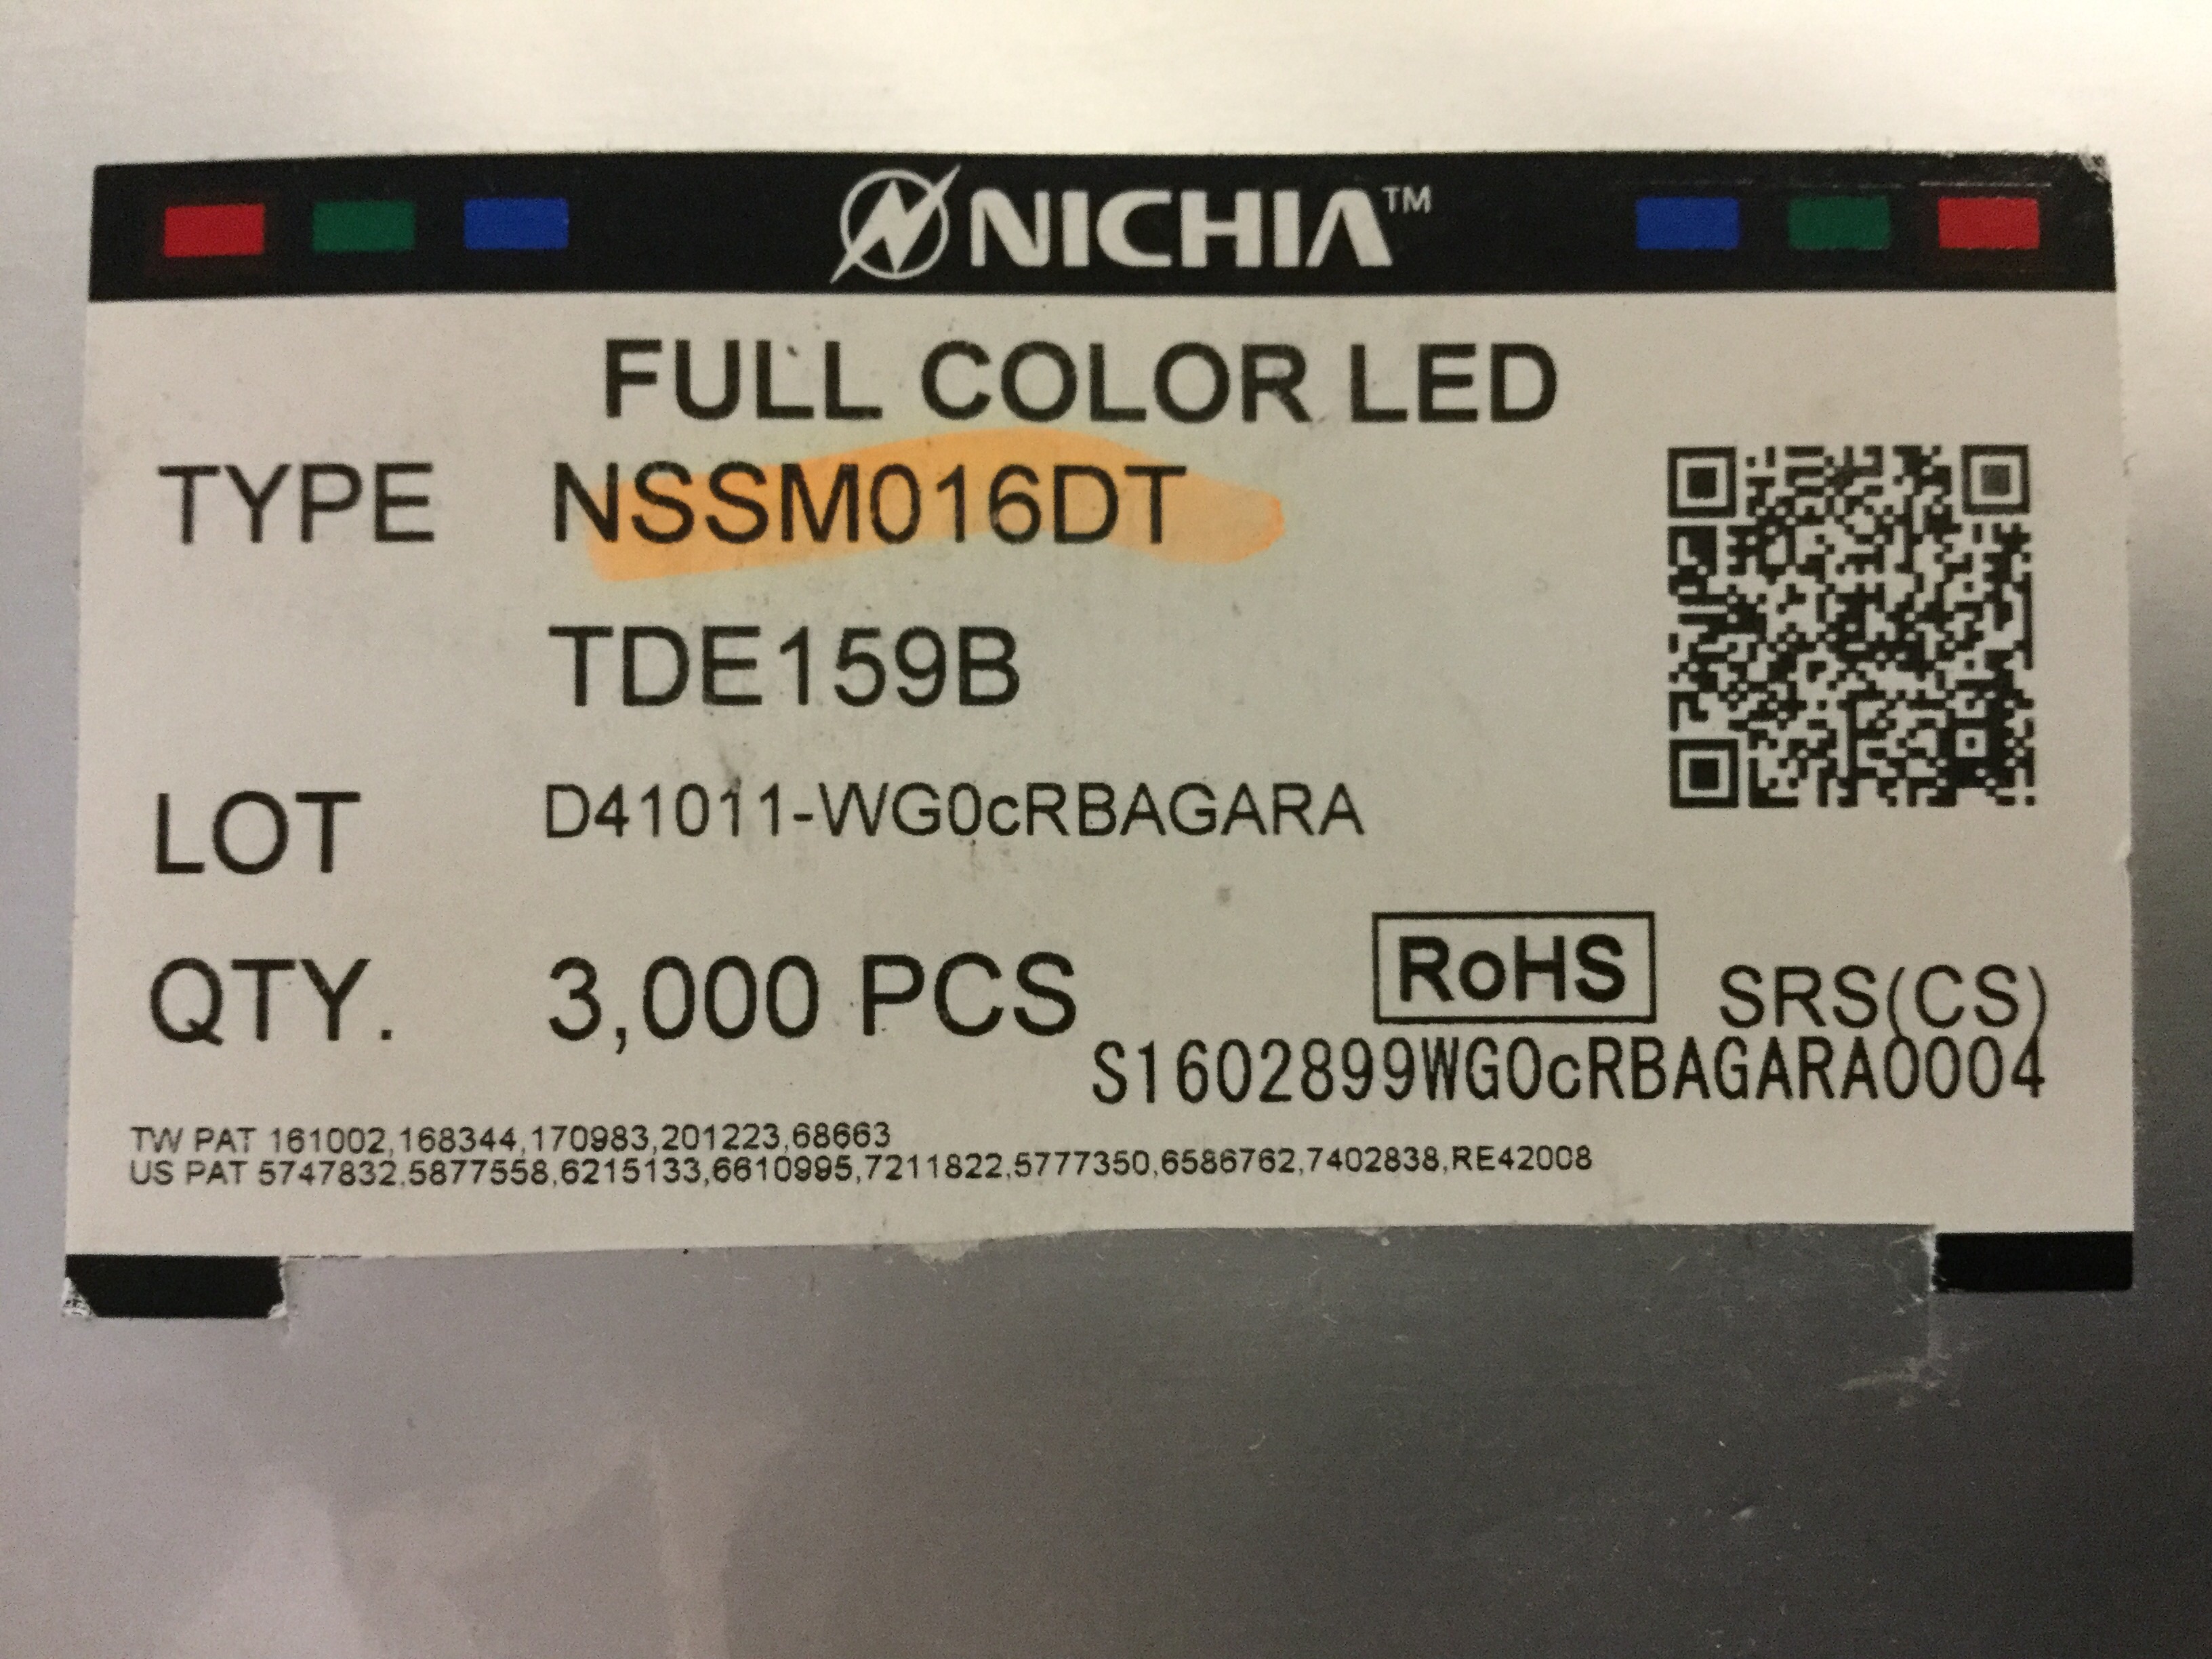 NICHIA™
FULL COLOR LED
TYPE NSSM016DT
TDE159B
LOT D41011-WG0cRBAGARA
QTY. 3,000 PCS RoHS SRS(CS)
S1602899WG0cRBAGARA0004
TW PAT 161002,168344,170983,201223,68663
US PAT 5747832,5877558,6215133,6610995,7211822,5777350,6586762,7402838,RE42008